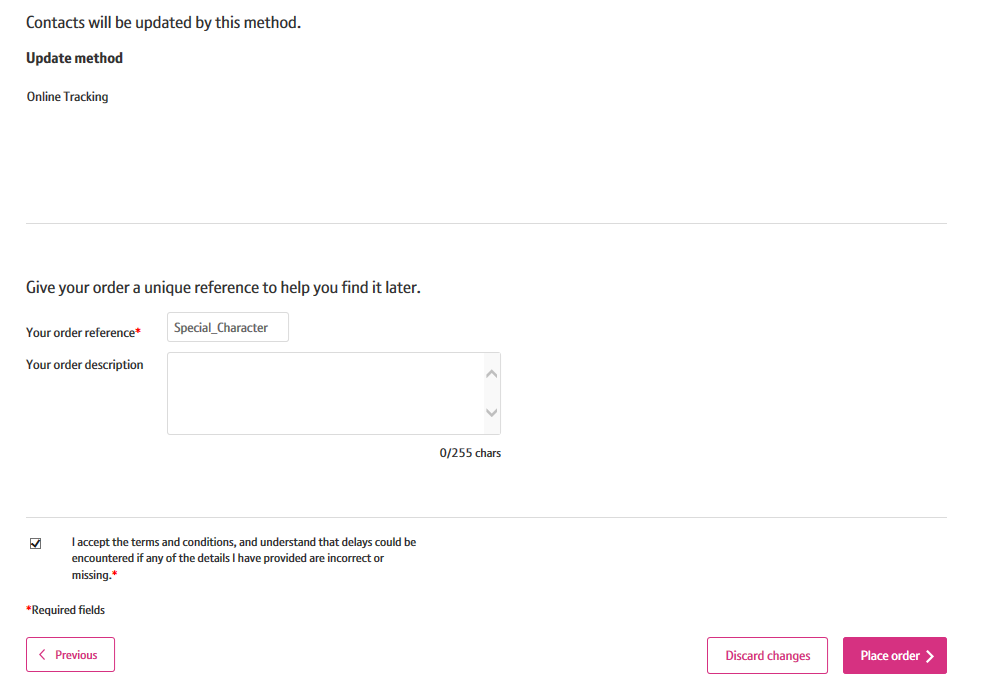 Contacts will be updated by this method.
Update method
Online Tracking
Give your order a unique reference to help you find it later.
Your order reference*
Special_Character
Your order description
0/255 chars
I accept the terms and conditions, and understand that delays could be
encountered if any of the details I have provided are incorrect or
missing.*
*Required fields
Previous
Discard changes
Place order